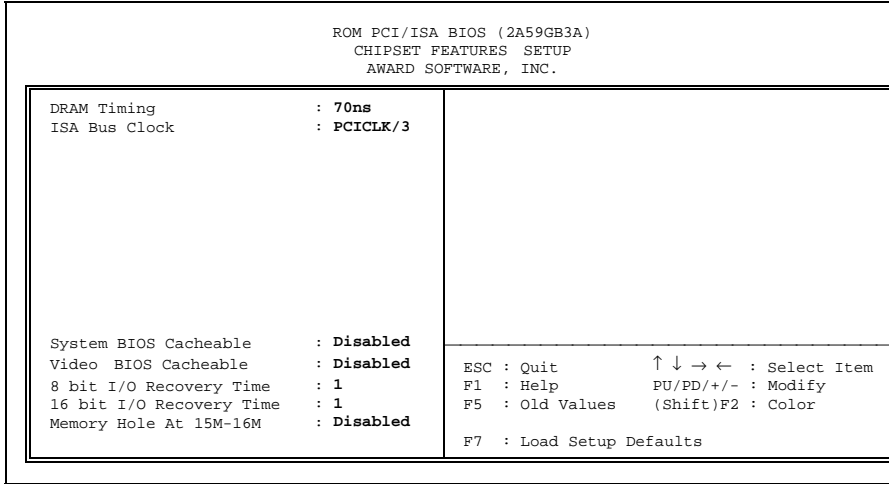 ROM PCI/ISA BIOS (2A59GB3A)
CHIPSET FEATURES SETUP
AWARD SOFTWARE, INC.
DRAM Timing : 70ns
ISA Bus Clock : PCICLK/3
System BIOS Cacheable : Disabled
Video BIOS Cacheable : Disabled
8 bit I/O Recovery Time : 1
16 bit I/O Recovery Time : 1
Memory Hole At 15M-16M : Disabled
ESC : Quit ↑ ↓ → ← : Select Item
F1 : Help PU/PD/+/- : Modify
F5 : Old Values (Shift)F2 : Color
F7 : Load Setup Defaults